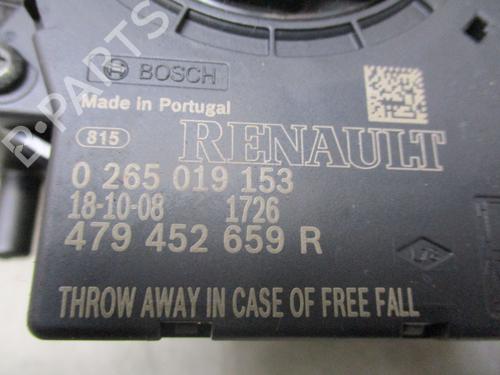 BOSCH
Made in Portugal
815
RENAULT
0 265 019 153
18-10-08 1726
479 452 659 R
THROW AWAY IN CASE OF FREE FALL
B-PARTS